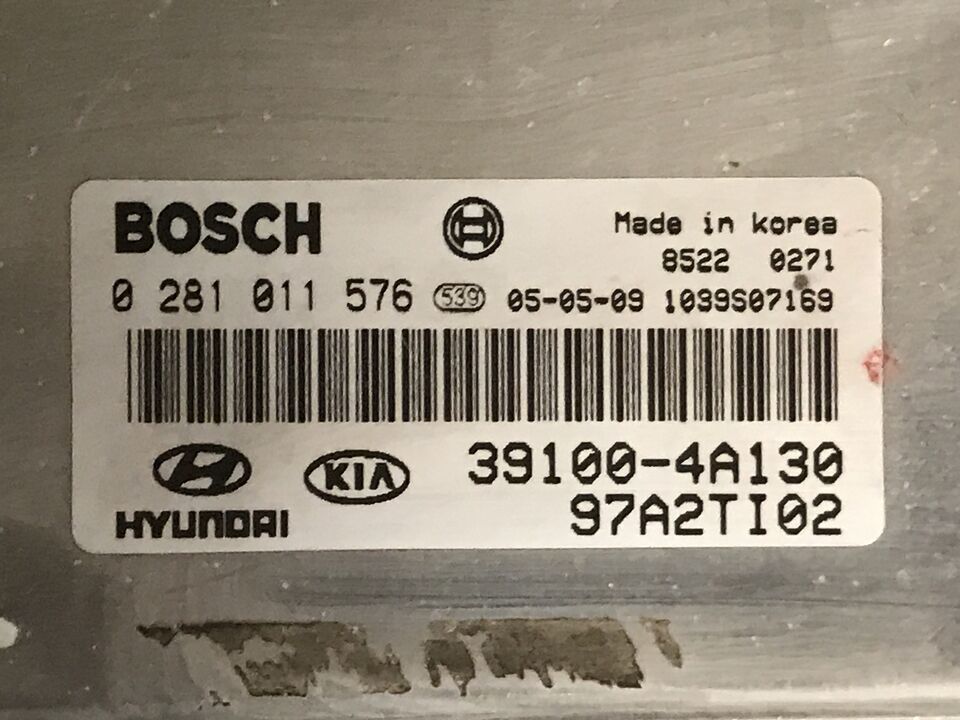 BOSCH
Made in korea
8522 0271
0 281 011 576 539 05-05-09 1039S07169
KIA 39100-4A130
HYUNDAI 97A2TI02